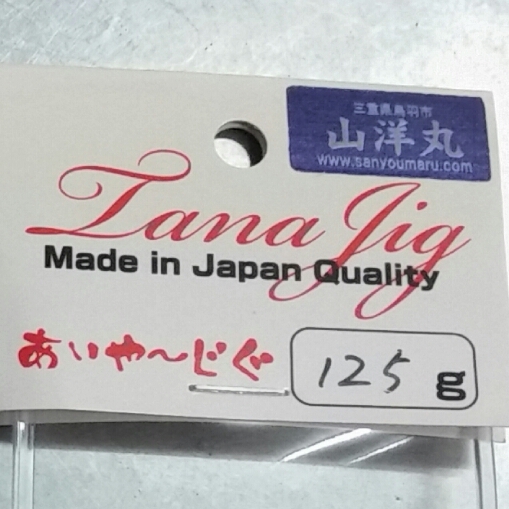 三重県鳥羽市
山洋丸
www.sanyoumaru.com
Tana Jig
Made in Japan Quality
あいや〜じぐ
125 g